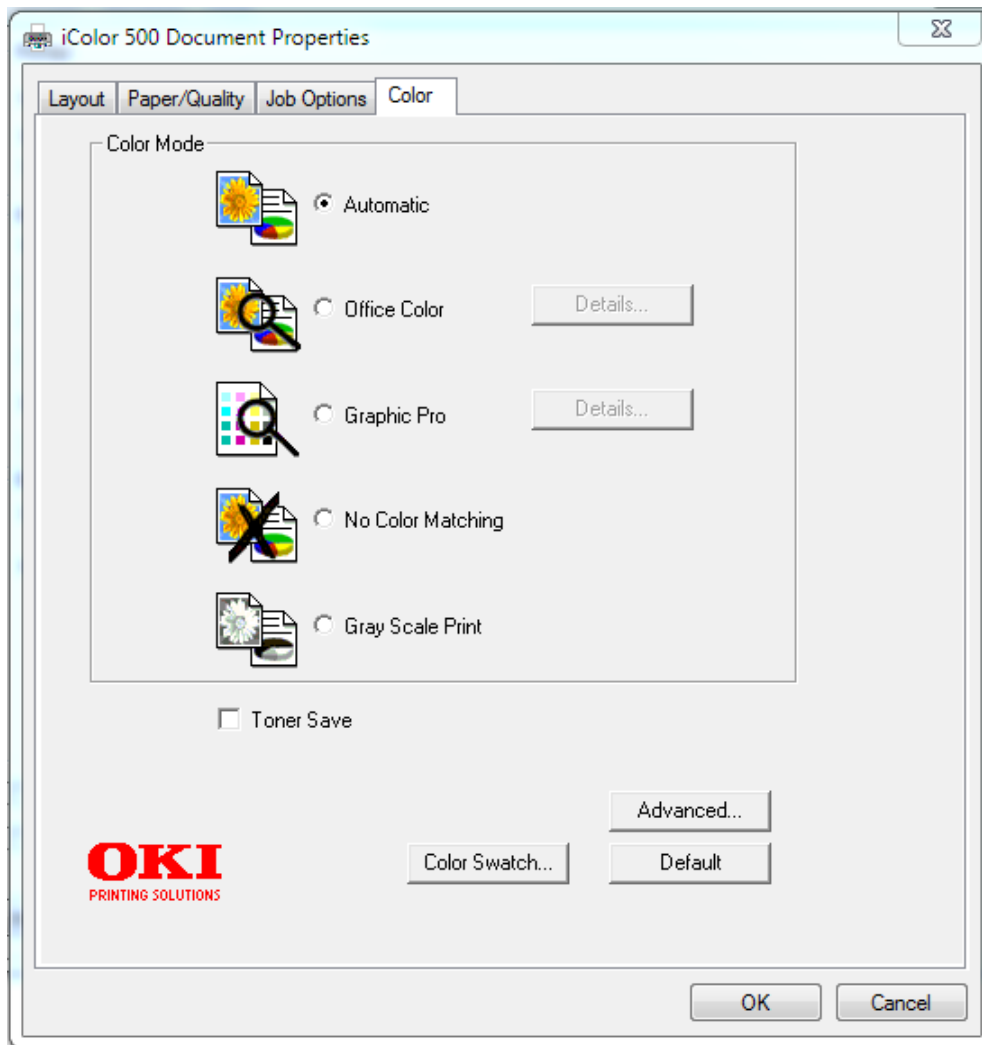 iColor 500 Document Properties
Layout Paper/Quality Job Options Color
Color Mode
Automatic
Office Color Details...
Graphic Pro Details...
No Color Matching
Gray Scale Print
Toner Save
Advanced...
Color Swatch... Default
OKI
PRINTING SOLUTIONS
OK Cancel